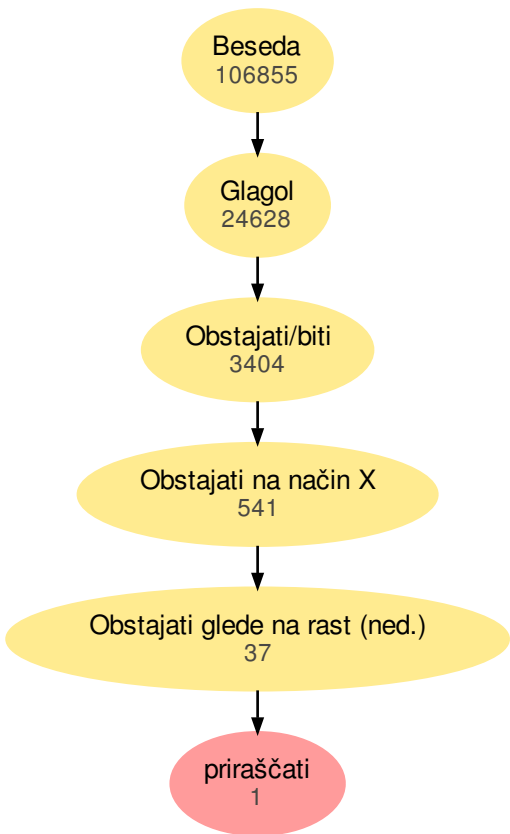 Beseda
106855
Glagol
24628
Obstajati/biti
3404
Obstajati na način X
541
Obstajati glede na rast (ned.)
37
priraščati
1